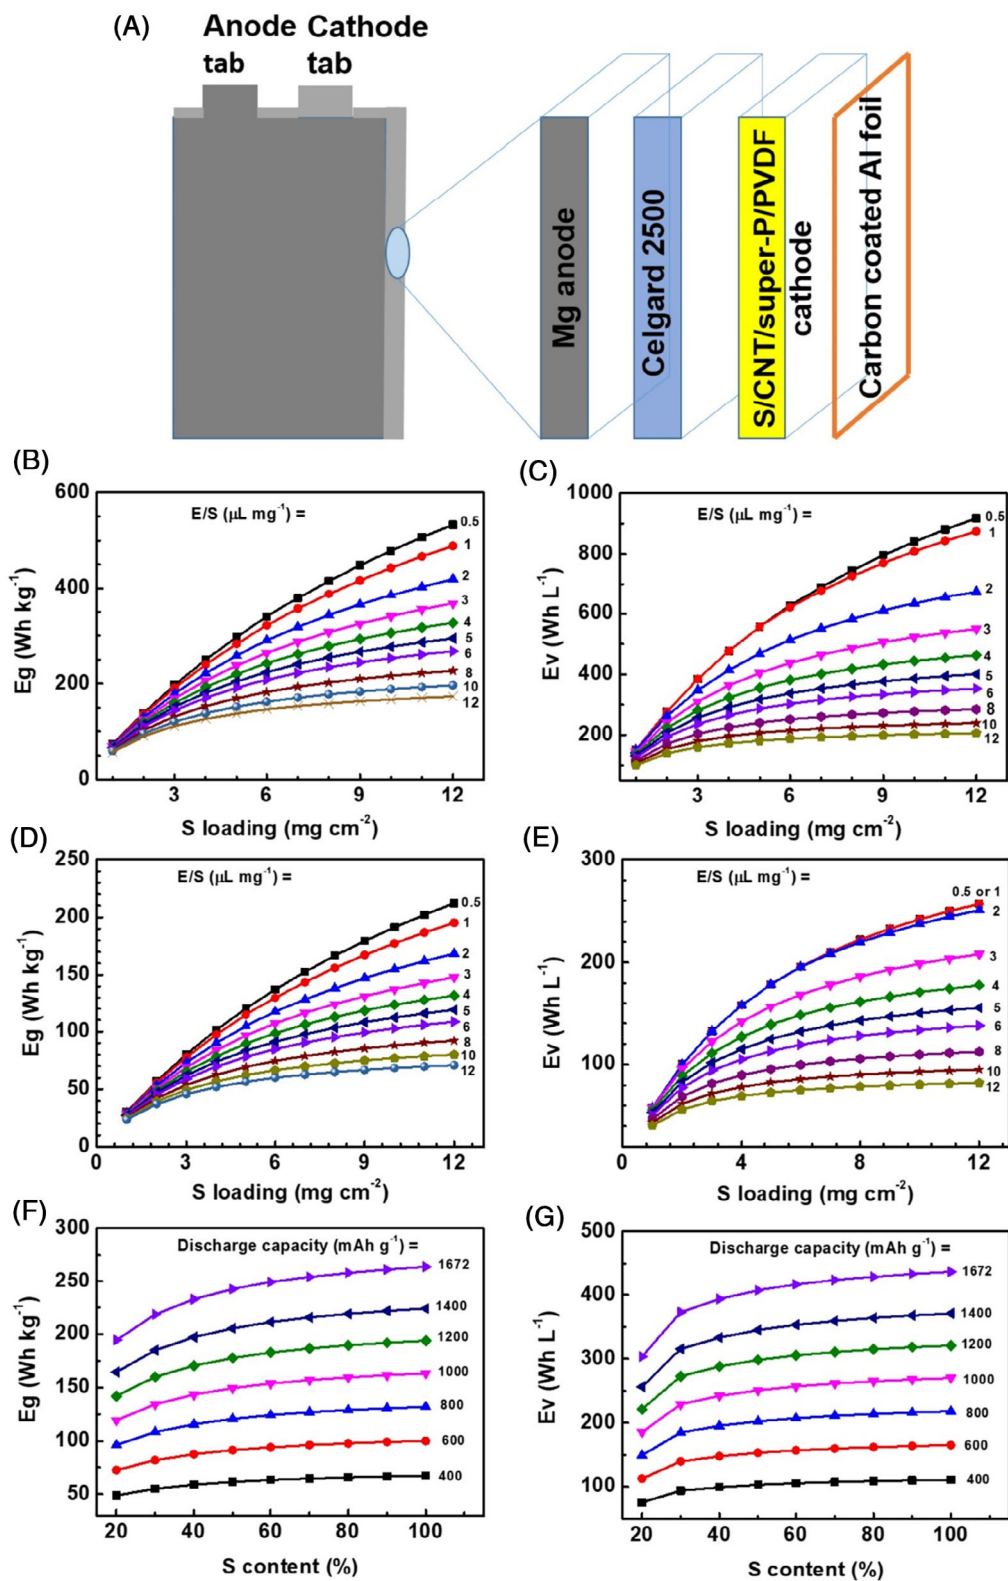 (A)
Anode Cathode
tab tab
Mg anode
Celgard 2500
S/CNT/super-P/PVDF
cathode
Carbon coated Al foil
(B)
600
400
200
0
Eg (Wh kg⁻¹)
E/S (µL mg⁻¹) =
0.5
1
2
3
4
5
6
8
10
12
3 6 9 12
S loading (mg cm⁻²)
(C)
1000
800
600
400
200
Ev (Wh L⁻¹)
E/S (µL mg⁻¹) =
0.5
1
2
3
4
5
6
8
10
12
3 6 9 12
S loading (mg cm⁻²)
(D)
250
200
150
100
50
0
Eg (Wh kg⁻¹)
E/S (µL mg⁻¹) =
0.5
1
2
3
4
5
6
8
10
12
0 3 6 9 12
S loading (mg cm⁻²)
(E)
300
200
100
Ev (Wh L⁻¹)
E/S (µL mg⁻¹) =
0.5 or 1
2
3
4
5
6
8
10
12
0 4 8 12
S loading (mg cm⁻²)
(F)
300
250
200
150
100
50
Eg (Wh kg⁻¹)
Discharge capacity (mAh g⁻¹) =
1672
1400
1200
1000
800
600
400
20 40 60 80 100
S content (%)
(G)
500
400
300
200
100
Ev (Wh L⁻¹)
Discharge capacity (mAh g⁻¹) =
1672
1400
1200
1000
800
600
400
20 40 60 80 100
S content (%)